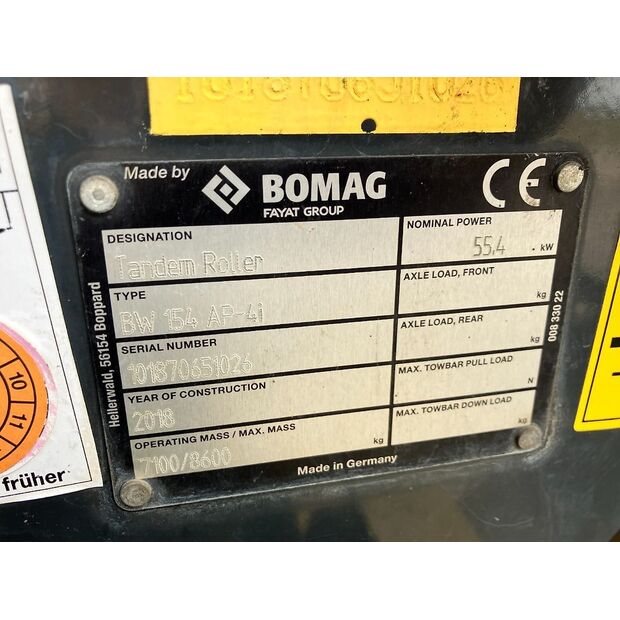 101870651026
Made by
BOMAG
FAYAT GROUP
CE
DESIGNATION
Tandem Roller
NOMINAL POWER
55.4 kW
TYPE
BW 154 AP-4i
AXLE LOAD, FRONT
kg
SERIAL NUMBER
101870651026
AXLE LOAD, REAR
kg
YEAR OF CONSTRUCTION
2018
MAX. TOWBAR PULL LOAD
N
OPERATING MASS / MAX. MASS
7100/8600 kg
MAX. TOWBAR DOWN LOAD
kg
Made in Germany
Hellerwald, 56154 Boppard
008 330 22
10
11
früher